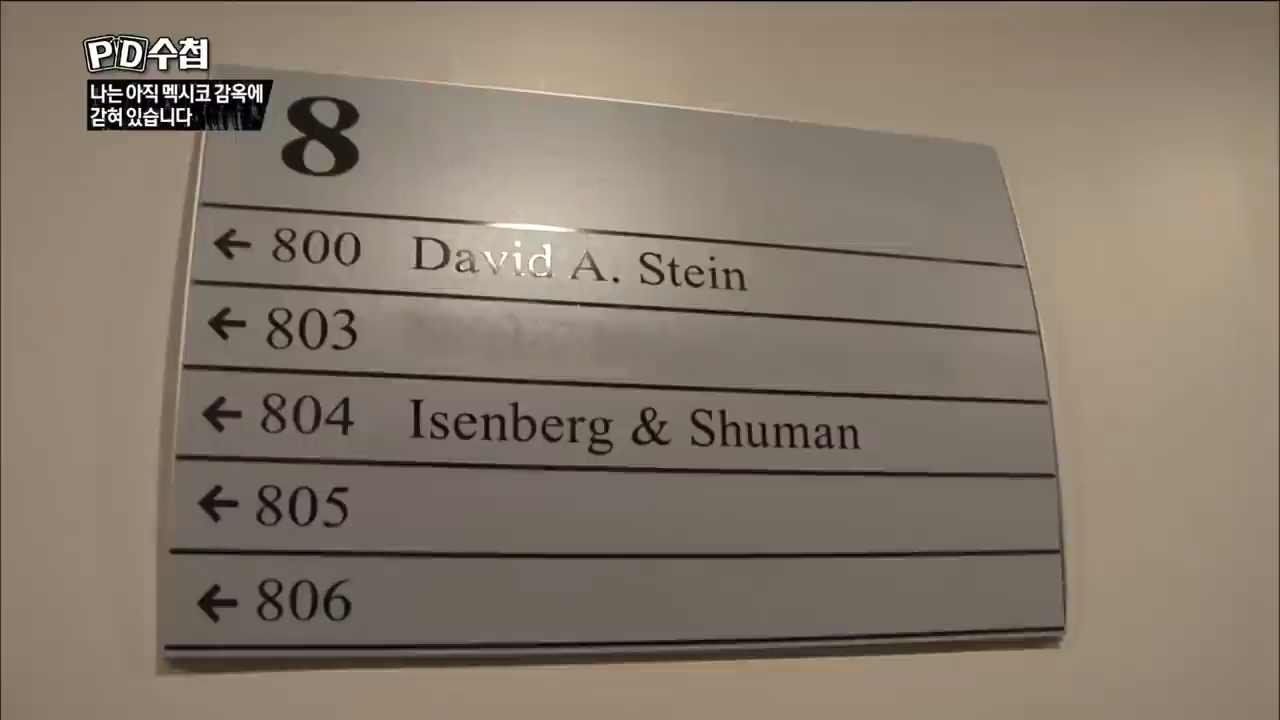 PD수첩
나는 아직 멕시코 감옥에
갇혀 있습니다
8
← 800 David A. Stein
← 803
← 804 Isenberg & Shuman
← 805
← 806